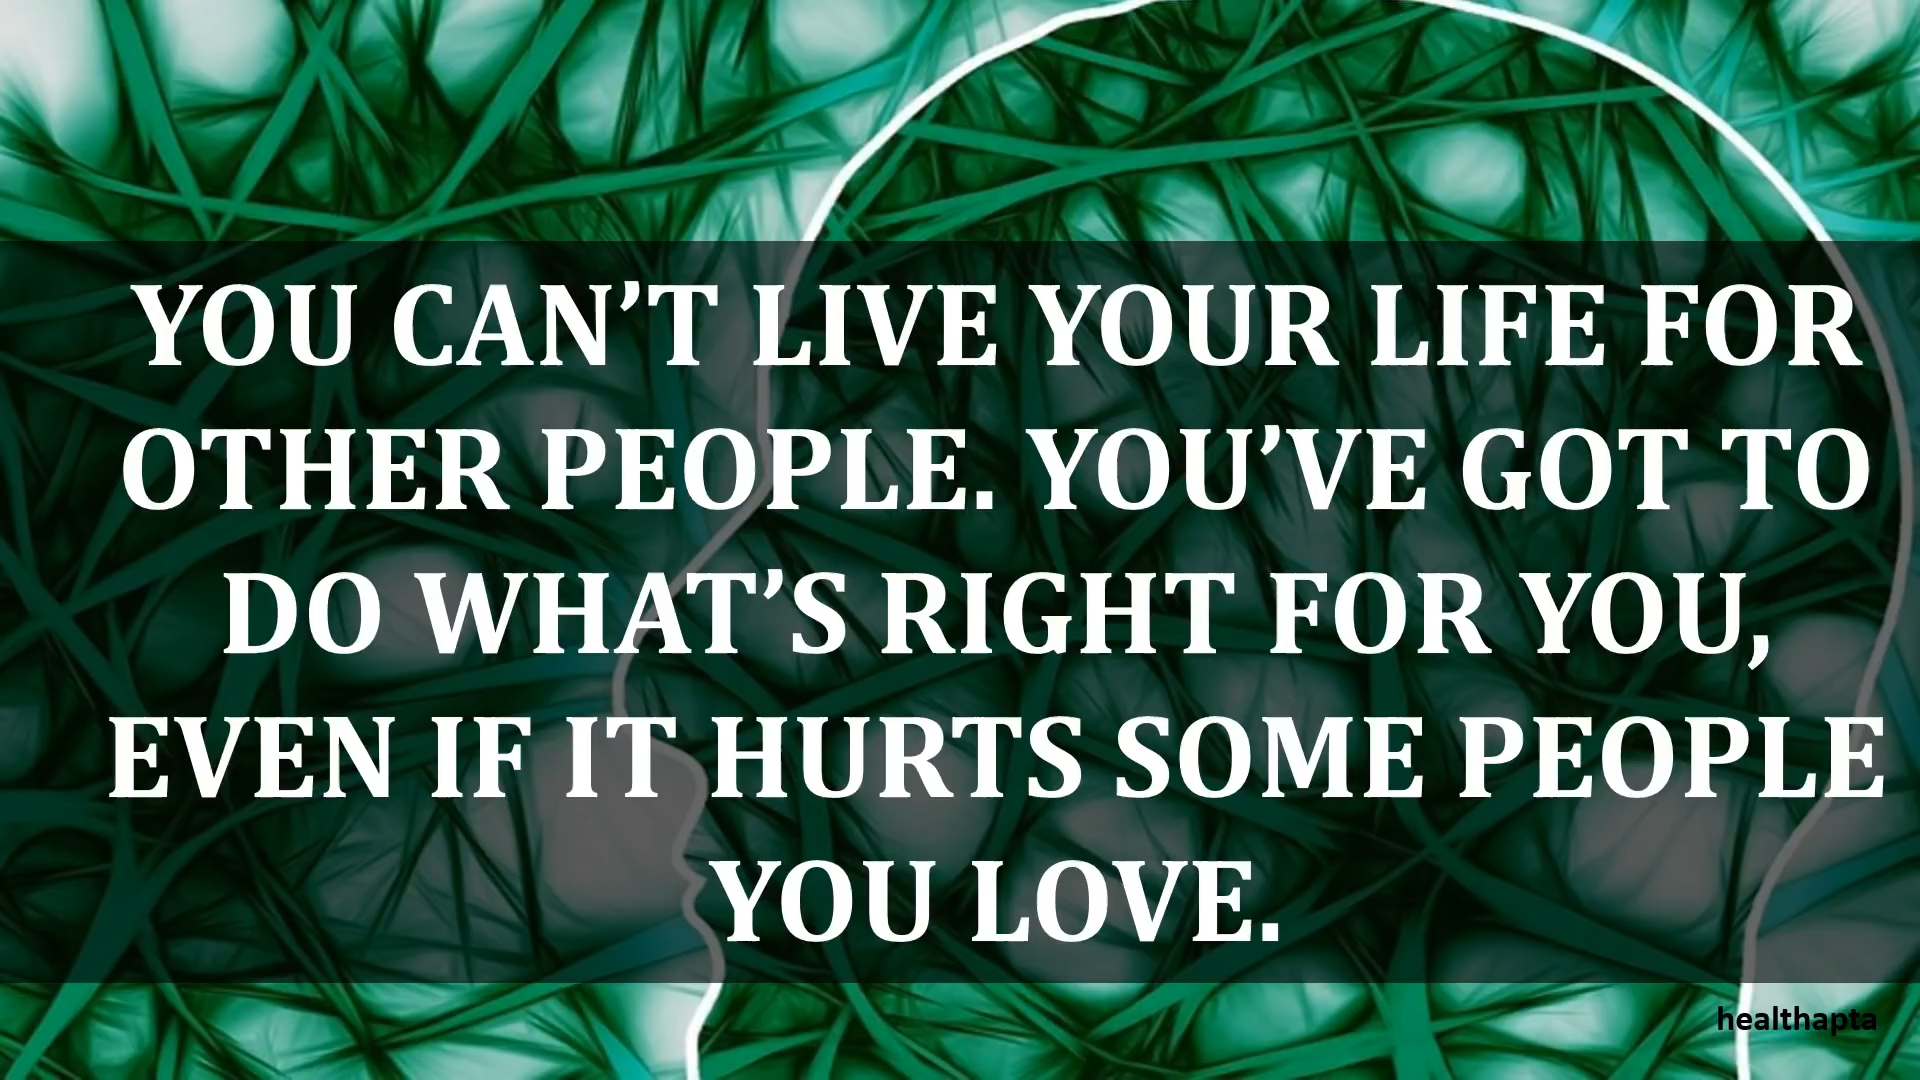 YOU CAN’T LIVE YOUR LIFE FOR
OTHER PEOPLE. YOU’VE GOT TO
DO WHAT’S RIGHT FOR YOU,
EVEN IF IT HURTS SOME PEOPLE
YOU LOVE.
healthapta